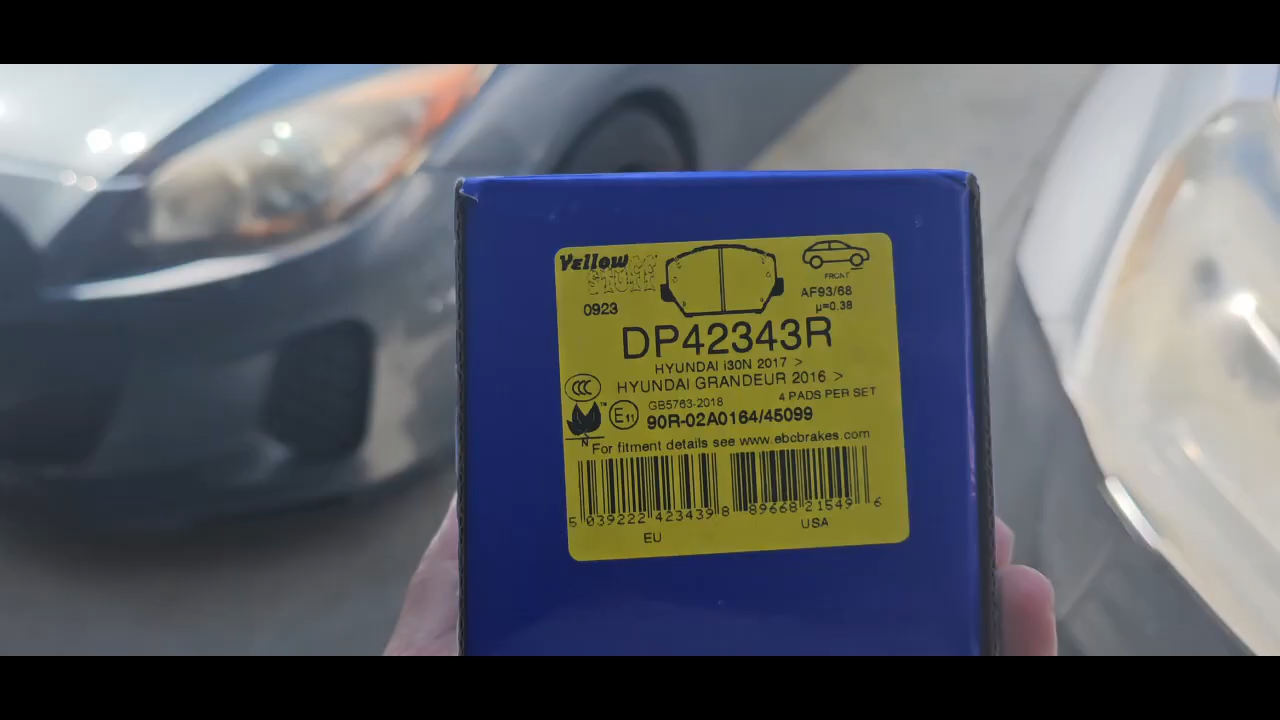 Yellow
STUFF
FRONT
0923
AF93/68
µ=0.38
DP42343R
HYUNDAI i30N 2017 >
HYUNDAI GRANDEUR 2016 >
CCC
GB5763-2018
4 PADS PER SET
TM
E11
90R-02A0164/45099
N
For fitment details see www.ebcbrakes.com
5 039222 423439 8
89668 21549 6
EU
USA